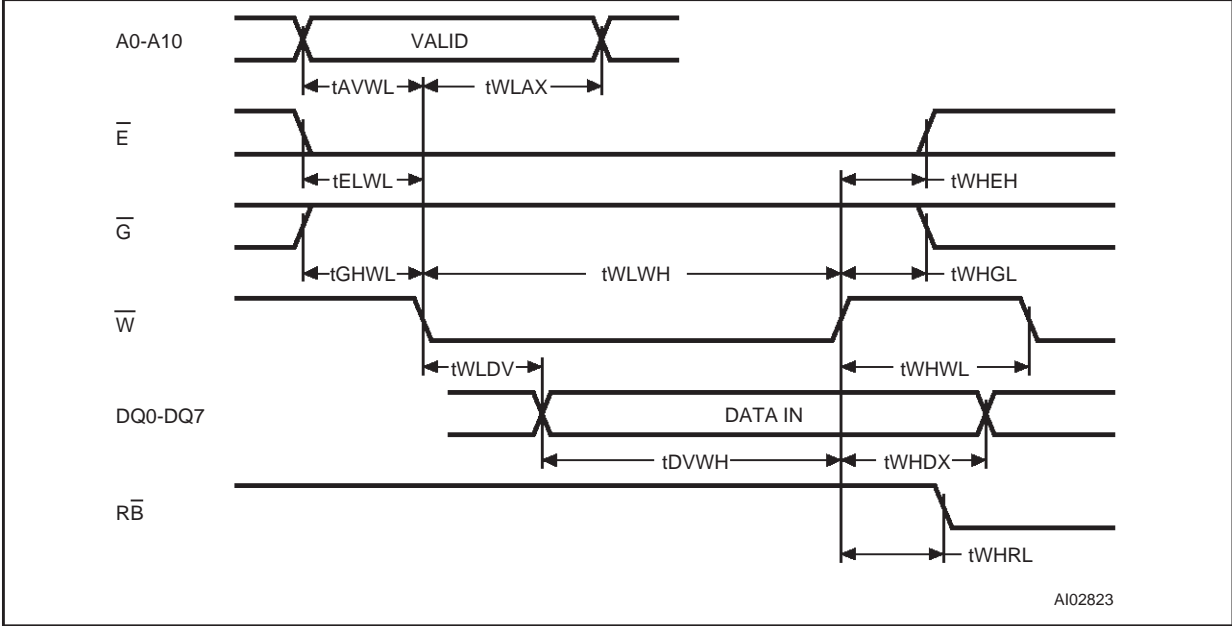 A0-A10
VALID
tAVWL
tWLAX
E̅
tELWL
tWHEH
G̅
tGHWL
tWLWH
tWHGL
W̅
tWLDV
tWHWL
DQ0-DQ7
DATA IN
tDVWH
tWHDX
RB̅
tWHRL
AI02823